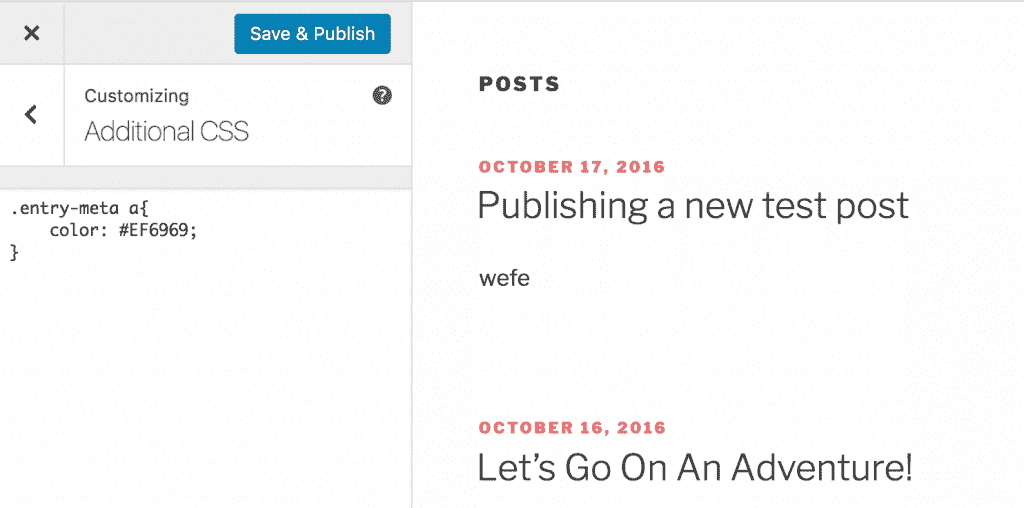 Save & Publish
Customizing
Additional CSS
.entry-meta a{
    color: #EF6969;
}
POSTS
OCTOBER 17, 2016
Publishing a new test post
wefe
OCTOBER 16, 2016
Let’s Go On An Adventure!